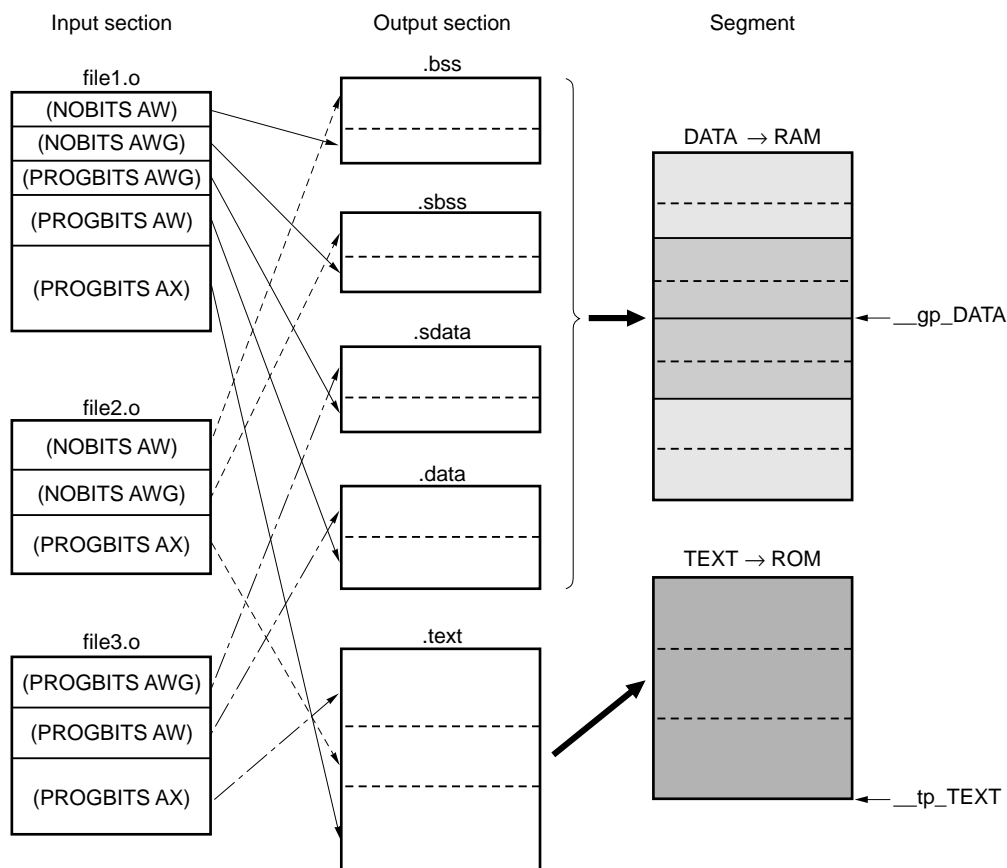 Input section
Output section
Segment
file1.o
(NOBITS AW)
(NOBITS AWG)
(PROGBITS AWG)
(PROGBITS AW)
(PROGBITS AX)
file2.o
(NOBITS AW)
(NOBITS AWG)
(PROGBITS AX)
file3.o
(PROGBITS AWG)
(PROGBITS AW)
(PROGBITS AX)
.bss
.sbss
.sdata
.data
.text
DATA → RAM
__gp_DATA
TEXT → ROM
__tp_TEXT